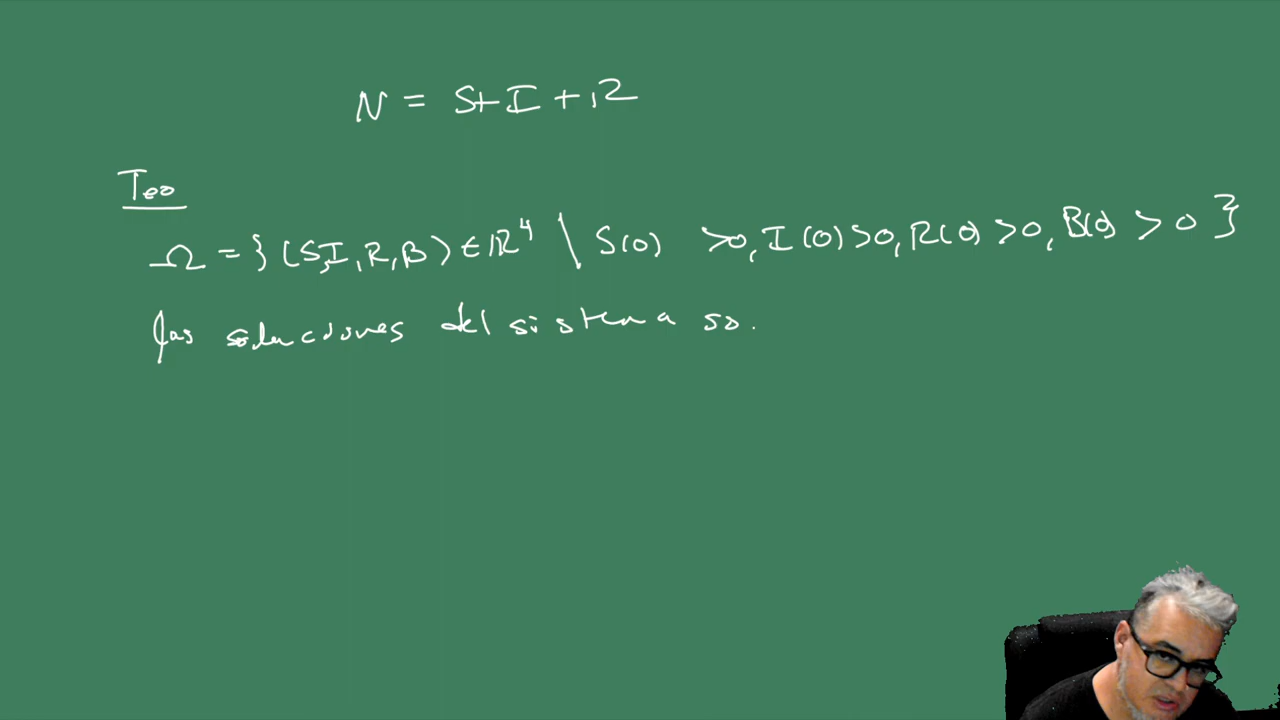 N = S+I+R
Teo
Ω = {(S,I,R,B) ∈ ℝ⁴ \ S(0) >0, I(0)>0, R(0)>0, B(0) > 0}
las soluciones del sistema so.